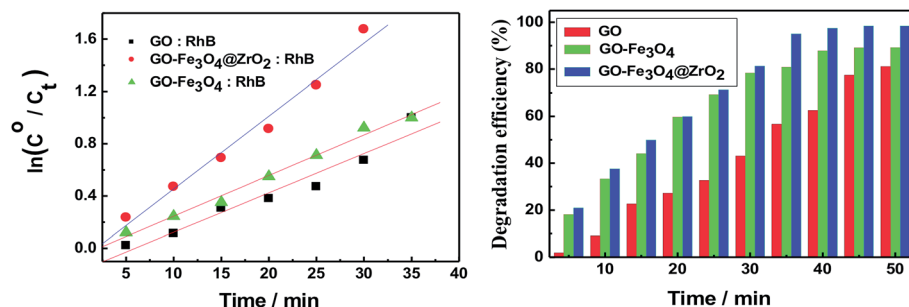 GO : RhB
GO-Fe₃O₄@ZrO₂ : RhB
GO-Fe₃O₄ : RhB
ln(C⁰ / Cₜ)
1.6
1.2
0.8
0.4
0.0
5 10 15 20 25 30 35 40
Time / min
GO
GO-Fe₃O₄
GO-Fe₃O₄@ZrO₂
Degradation efficiency (%)
100
80
60
40
20
0
10 20 30 40 50
Time / min